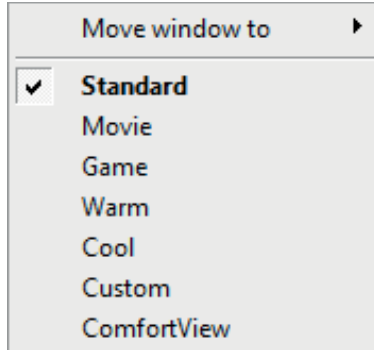 Move window to
Standard
Movie
Game
Warm
Cool
Custom
ComfortView